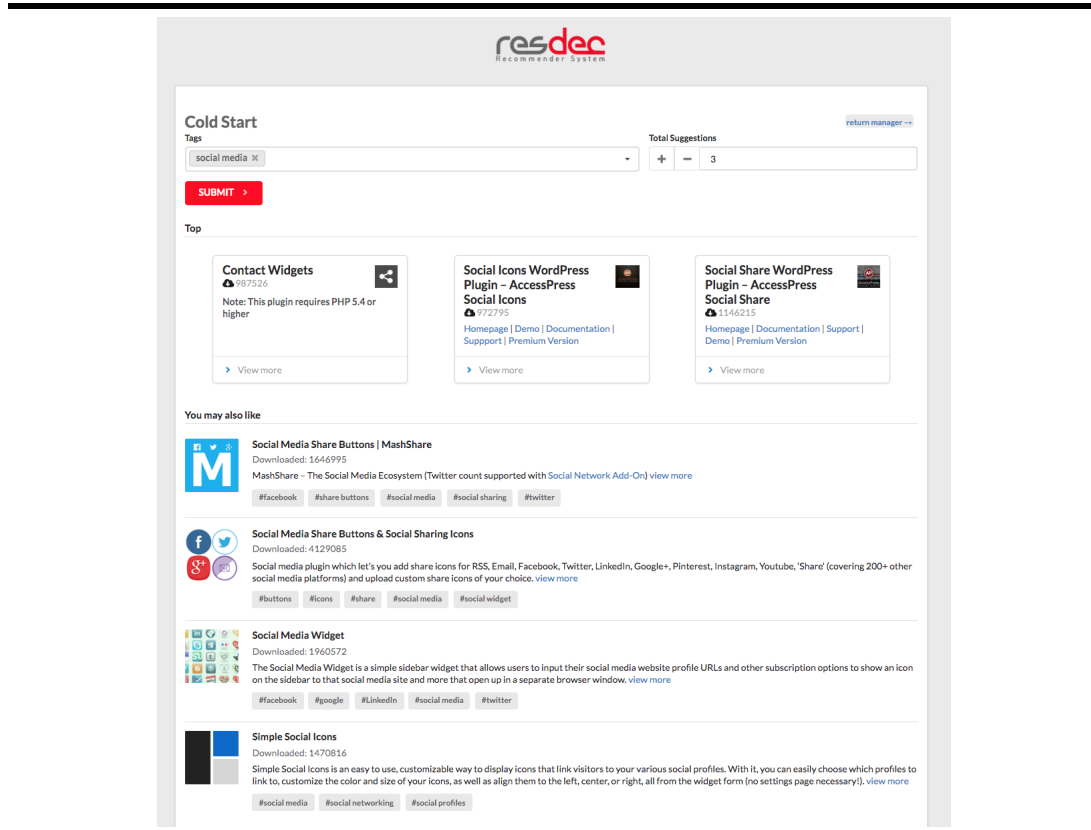 resdec
Recommender System
Cold Start
return manager →
Tags
Total Suggestions
social media ✖
+ − 3
SUBMIT >
Top
Contact Widgets
987526
Note: This plugin requires PHP 5.4 or
higher
> View more
Social Icons WordPress
Plugin – AccessPress
Social Icons
972795
Homepage | Demo | Documentation |
Suppport | Premium Version
> View more
Social Share WordPress
Plugin – AccessPress
Social Share
1146215
Homepage | Documentation | Support |
Demo | Premium Version
> View more
You may also like
M
Social Media Share Buttons | MashShare
Downloaded: 1646995
MashShare – The Social Media Ecosystem (Twitter count supported with Social Network Add-On) view more
#facebook #share buttons #social media #social sharing #twitter
Social Media Share Buttons & Social Sharing Icons
Downloaded: 4129085
Social media plugin which let's you add share icons for RSS, Email, Facebook, Twitter, LinkedIn, Google+, Pinterest, Instagram, Youtube, 'Share' (covering 200+ other
social media platforms) and upload custom share icons of your choice. view more
#buttons #icons #share #social media #social widget
Social Media Widget
Downloaded: 1960572
The Social Media Widget is a simple sidebar widget that allows users to input their social media website profile URLs and other subscription options to show an icon
on the sidebar to that social media site and more that open up in a separate browser window. view more
#facebook #google #LinkedIn #social media #twitter
Simple Social Icons
Downloaded: 1470816
Simple Social Icons is an easy to use, customizable way to display icons that link visitors to your various social profiles. With it, you can easily choose which profiles to
link to, customize the color and size of your icons, as well as align them to the left, center, or right, all from the widget form (no settings page necessary!). view more
#social media #social networking #social profiles